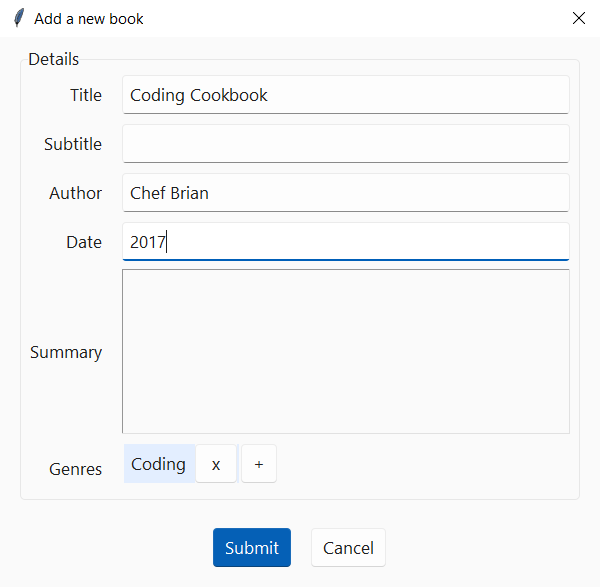 Add a new book
Details
Title Coding Cookbook
Subtitle
Author Chef Brian
Date 2017
Summary
Genres Coding x +
Submit Cancel